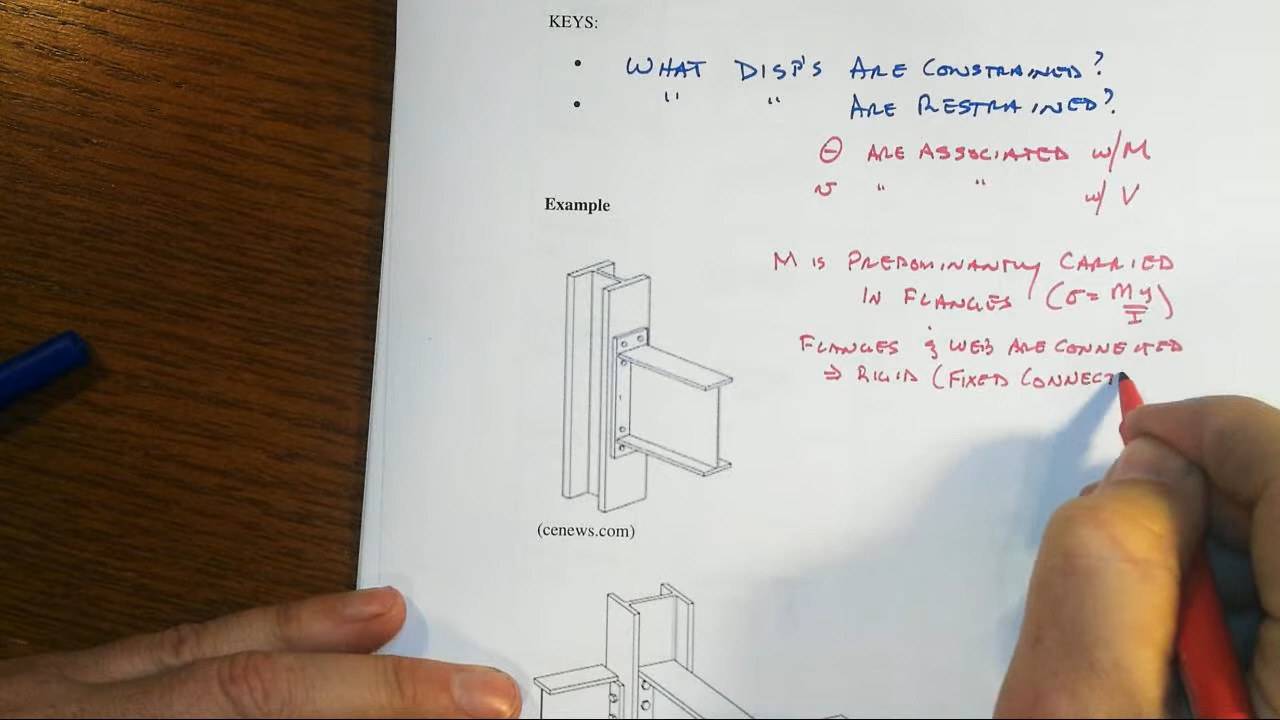 KEYS:
• WHAT DISP'S ARE CONSTRAINED?
• " " ARE RESTRAINED?
θ ARE ASSOCIATED w/M
v " " w/ V
Example
M IS PREDOMINANTLY CARRIED
IN FLANGES (σ = My/I)
FLANGES & WEB ARE CONNECTED
⇒ RIGID (FIXED CONNECT
(cenews.com)